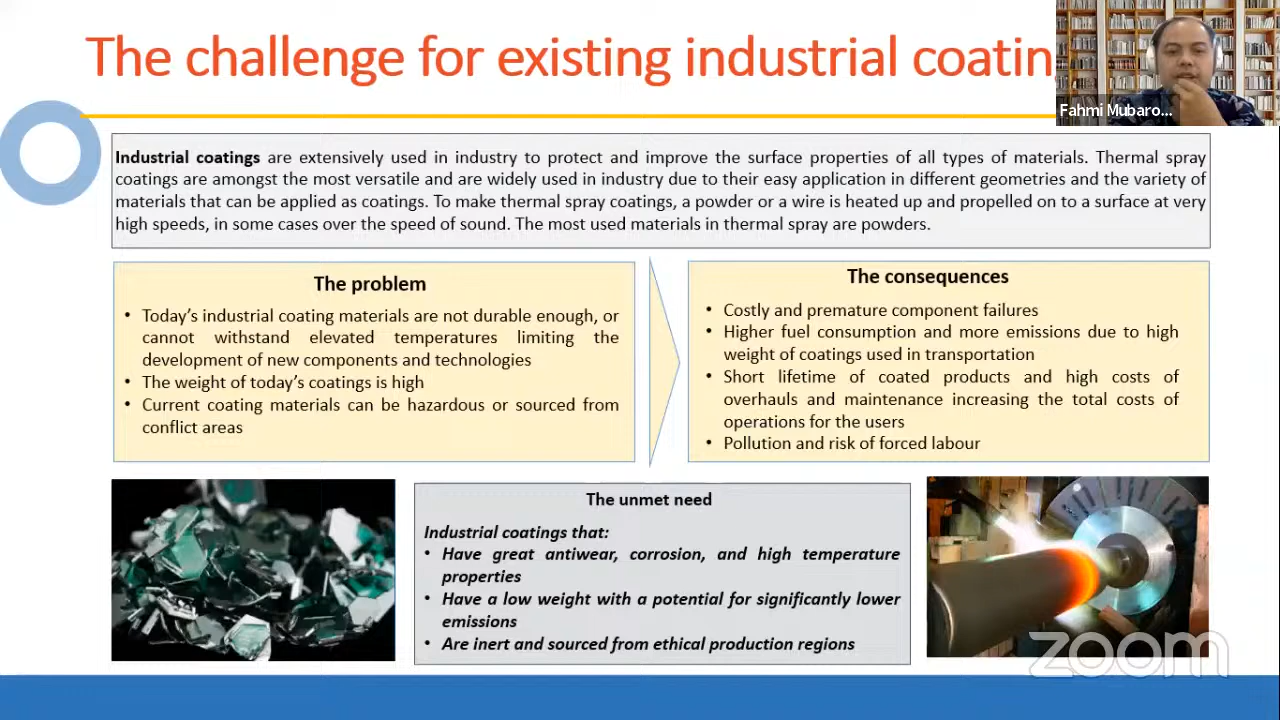 The challenge for existing industrial coatin
Fahmi Mubaro...
Industrial coatings are extensively used in industry to protect and improve the surface properties of all types of materials. Thermal spray
coatings are amongst the most versatile and are widely used in industry due to their easy application in different geometries and the variety of
materials that can be applied as coatings. To make thermal spray coatings, a powder or a wire is heated up and propelled on to a surface at very
high speeds, in some cases over the speed of sound. The most used materials in thermal spray are powders.
The problem
• Today's industrial coating materials are not durable enough, or
cannot withstand elevated temperatures limiting the
development of new components and technologies
• The weight of today's coatings is high
• Current coating materials can be hazardous or sourced from
conflict areas
The consequences
• Costly and premature component failures
• Higher fuel consumption and more emissions due to high
weight of coatings used in transportation
• Short lifetime of coated products and high costs of
overhauls and maintenance increasing the total costs of
operations for the users
• Pollution and risk of forced labour
The unmet need
Industrial coatings that:
• Have great antiwear, corrosion, and high temperature
properties
• Have a low weight with a potential for significantly lower
emissions
• Are inert and sourced from ethical production regions
zoom